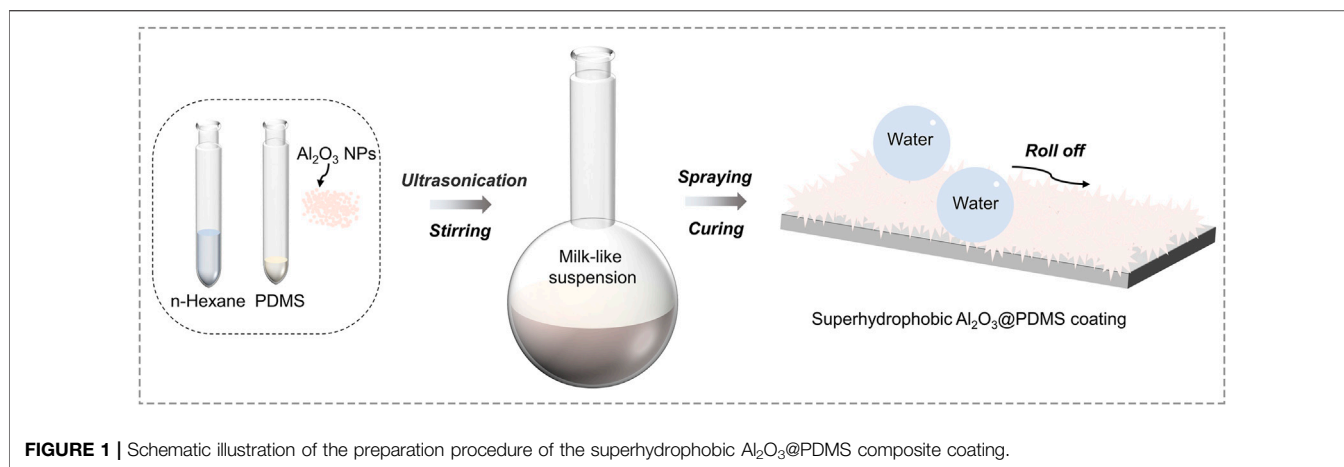 n-Hexane
PDMS
Al₂O₃ NPs
Ultrasonication
Stirring
Milk-like
suspension
Spraying
Curing
Water
Water
Roll off
Superhydrophobic Al₂O₃@PDMS coating
FIGURE 1 | Schematic illustration of the preparation procedure of the superhydrophobic Al₂O₃@PDMS composite coating.